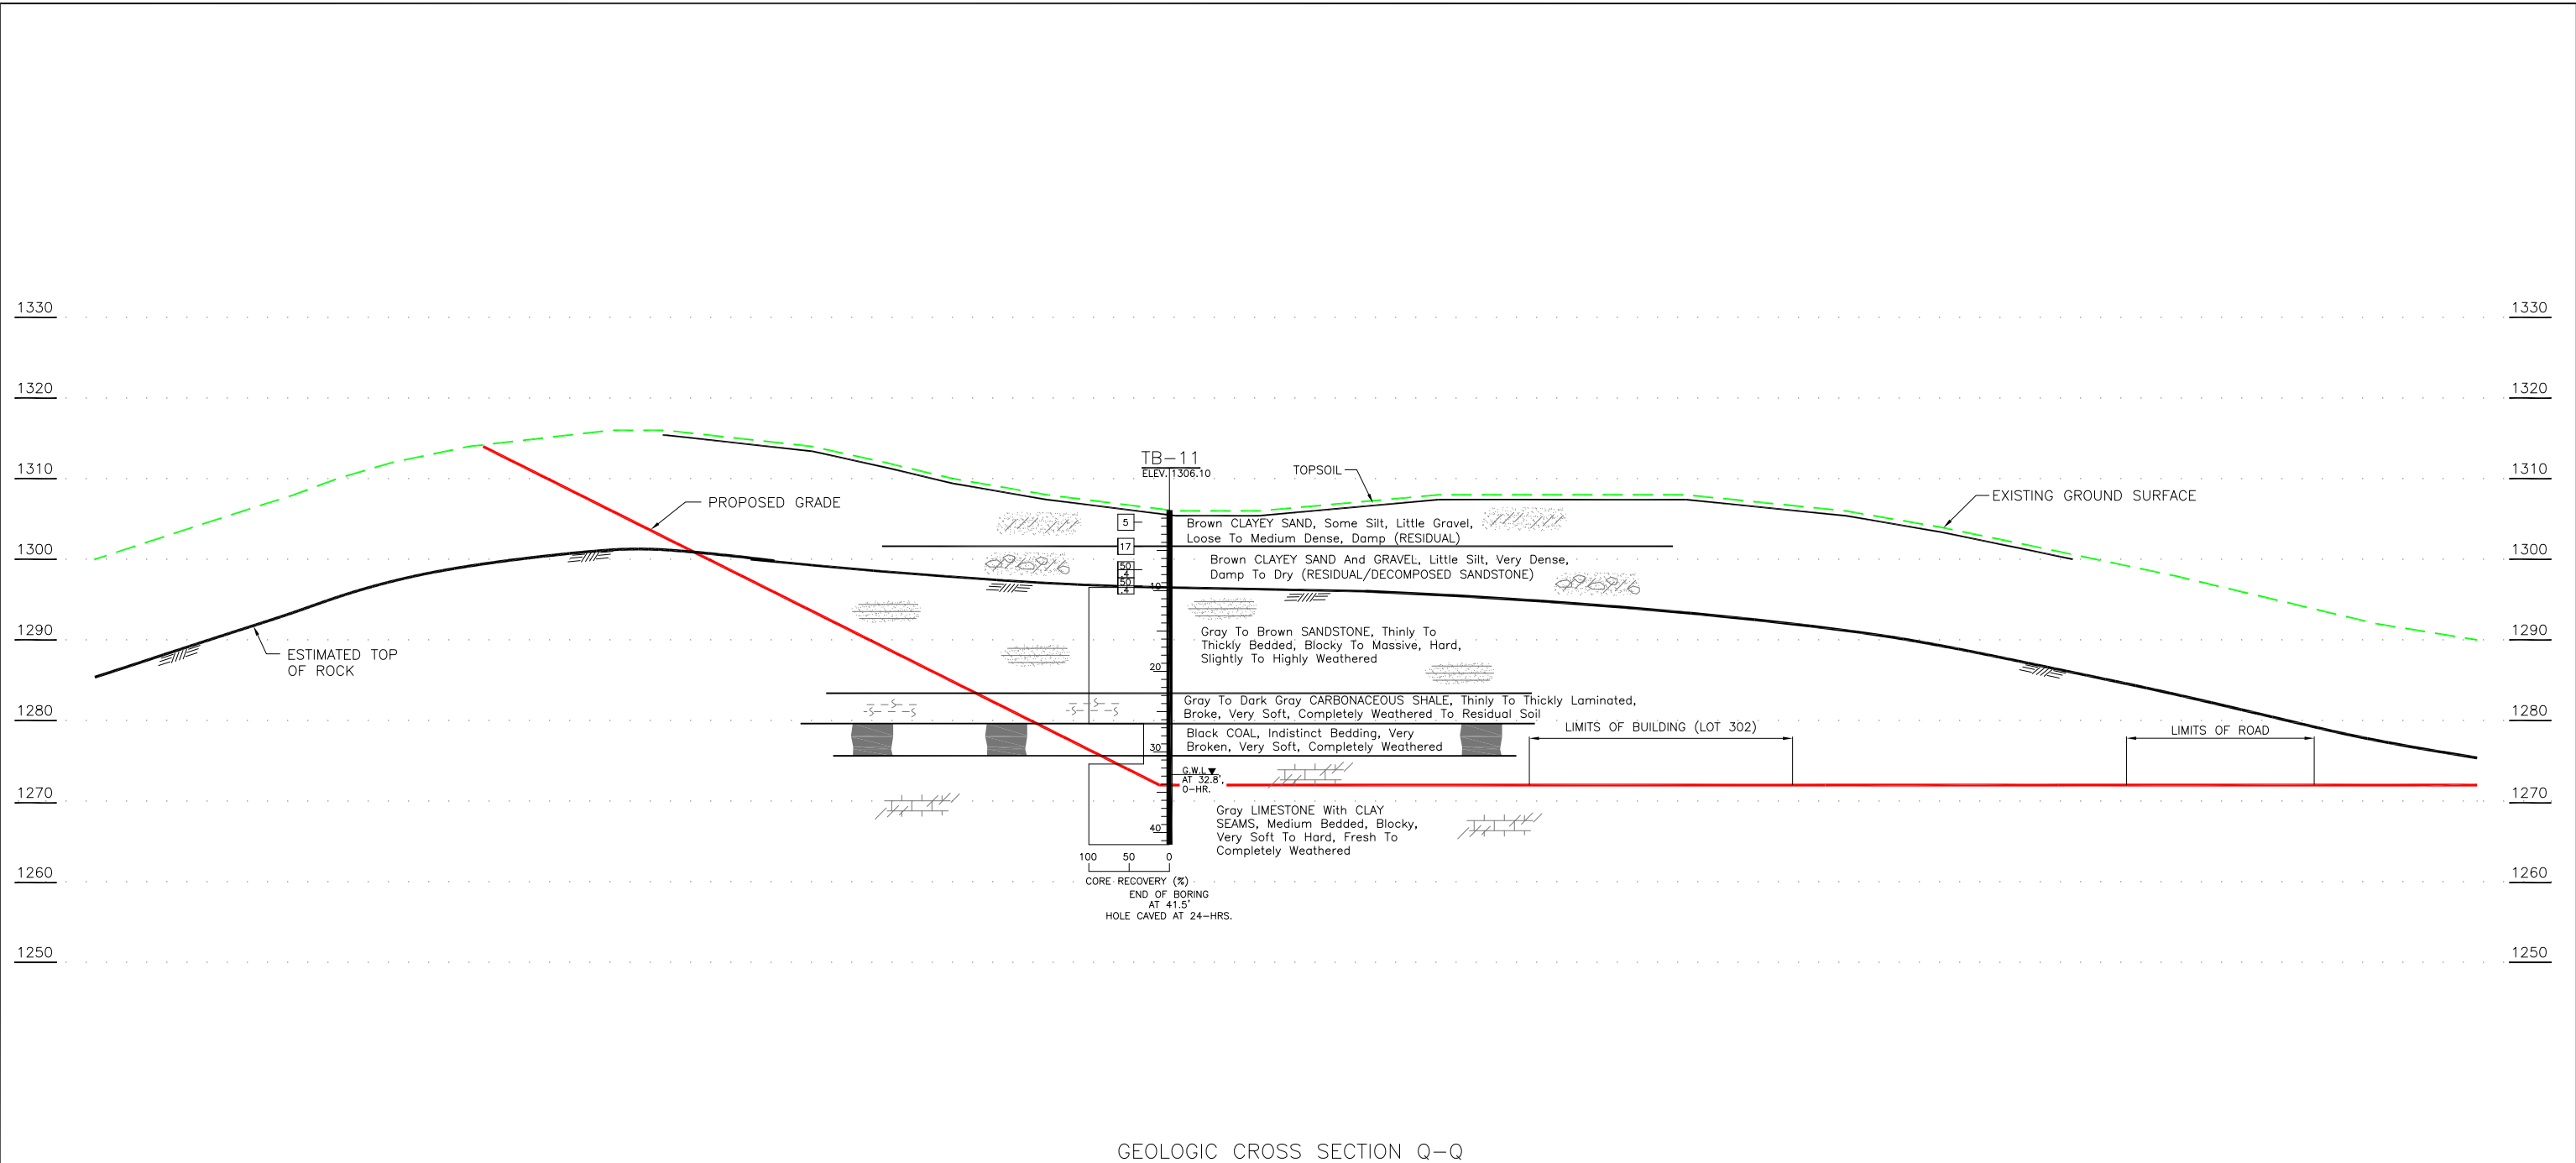 1330
1330
1320
1320
1310
1310
1300
1300
1290
1290
1280
1280
1270
1270
1260
1260
1250
1250
TB-11
ELEV. 1306.10
TOPSOIL
PROPOSED GRADE
EXISTING GROUND SURFACE
5
Brown CLAYEY SAND, Some Silt, Little Gravel,
Loose To Medium Dense, Damp (RESIDUAL)
17
Brown CLAYEY SAND And GRAVEL, Little Silt, Very Dense,
Damp To Dry (RESIDUAL/DECOMPOSED SANDSTONE)
50
.4
50
.4
10
Gray To Brown SANDSTONE, Thinly To
Thickly Bedded, Blocky To Massive, Hard,
Slightly To Highly Weathered
ESTIMATED TOP
OF ROCK
20
Gray To Dark Gray CARBONACEOUS SHALE, Thinly To Thickly Laminated,
Broke, Very Soft, Completely Weathered To Residual Soil
Black COAL, Indistinct Bedding, Very
Broken, Very Soft, Completely Weathered
30
LIMITS OF BUILDING (LOT 302)
LIMITS OF ROAD
G.W.L
AT 32.8',
0-HR.
Gray LIMESTONE With CLAY
SEAMS, Medium Bedded, Blocky,
Very Soft To Hard, Fresh To
Completely Weathered
40
100 50 0
CORE RECOVERY (%)
END OF BORING
AT 41.5'
HOLE CAVED AT 24-HRS.
GEOLOGIC CROSS SECTION Q-Q